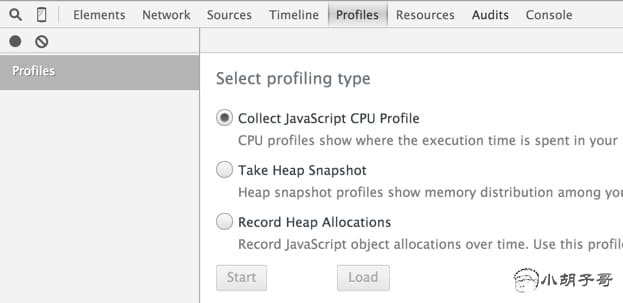 Elements Network Sources Timeline Profiles Resources Audits Console
Profiles
Select profiling type
Collect JavaScript CPU Profile
CPU profiles show where the execution time is spent in your
Take Heap Snapshot
Heap snapshot profiles show memory distribution among you
Record Heap Allocations
Record JavaScript object allocations over time. Use this profile
Start Load
小胡子哥